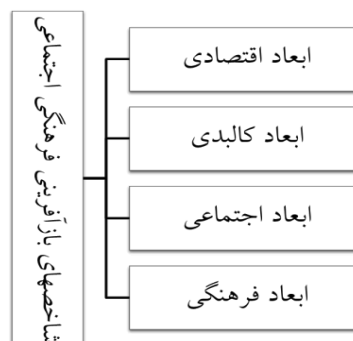 شاخصهای بازآفرینی فرهنگی اجتماعی
ابعاد اقتصادی
ابعاد کالبدی
ابعاد اجتماعی
ابعاد فرهنگی